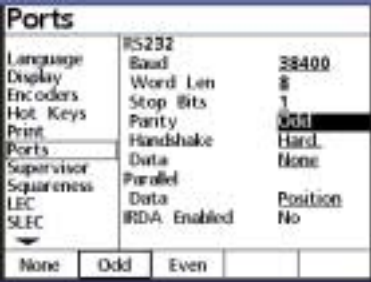 Ports
Language
Display
Encoders
Hot Keys
Print
Ports
Supervisor
Squareness
LEC
SLEC
RS232
Baud 38400
Word Len 8
Stop Bits 1
Parity Odd
Handshake Hard.
Data None
Parallel
Data Position
IRDA Enabled No
None Odd Even